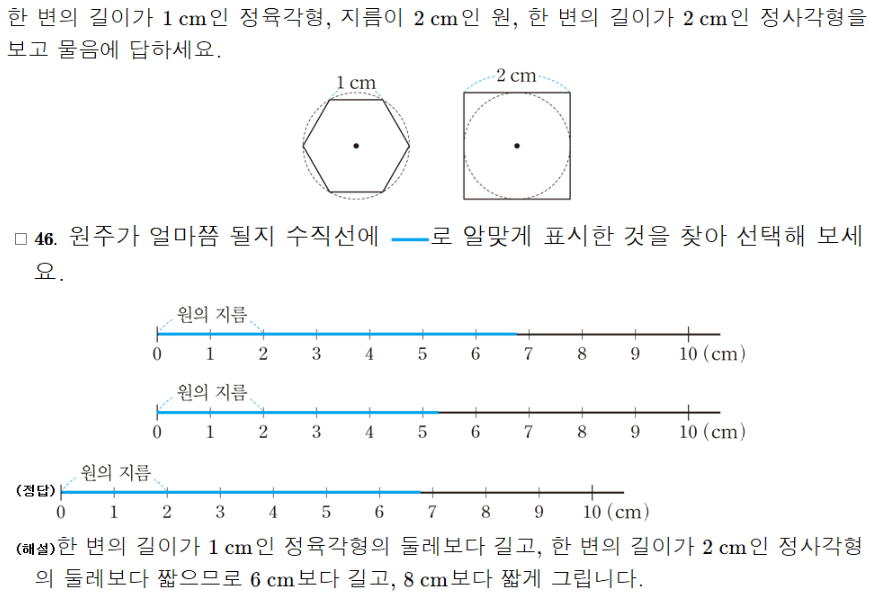 한 변의 길이가 1 cm인 정육각형, 지름이 2 cm인 원, 한 변의 길이가 2 cm인 정사각형을
보고 물음에 답하세요.
1 cm
2 cm
□ 46. 원주가 얼마쯤 될지 수직선에 ──로 알맞게 표시한 것을 찾아 선택해 보세
요.
원의 지름
0 1 2 3 4 5 6 7 8 9 10 (cm)
원의 지름
0 1 2 3 4 5 6 7 8 9 10 (cm)
원의 지름
(정답)
0 1 2 3 4 5 6 7 8 9 10 (cm)
(해설)한 변의 길이가 1 cm인 정육각형의 둘레보다 길고, 한 변의 길이가 2 cm인 정사각형
의 둘레보다 짧으므로 6 cm보다 길고, 8 cm보다 짧게 그립니다.